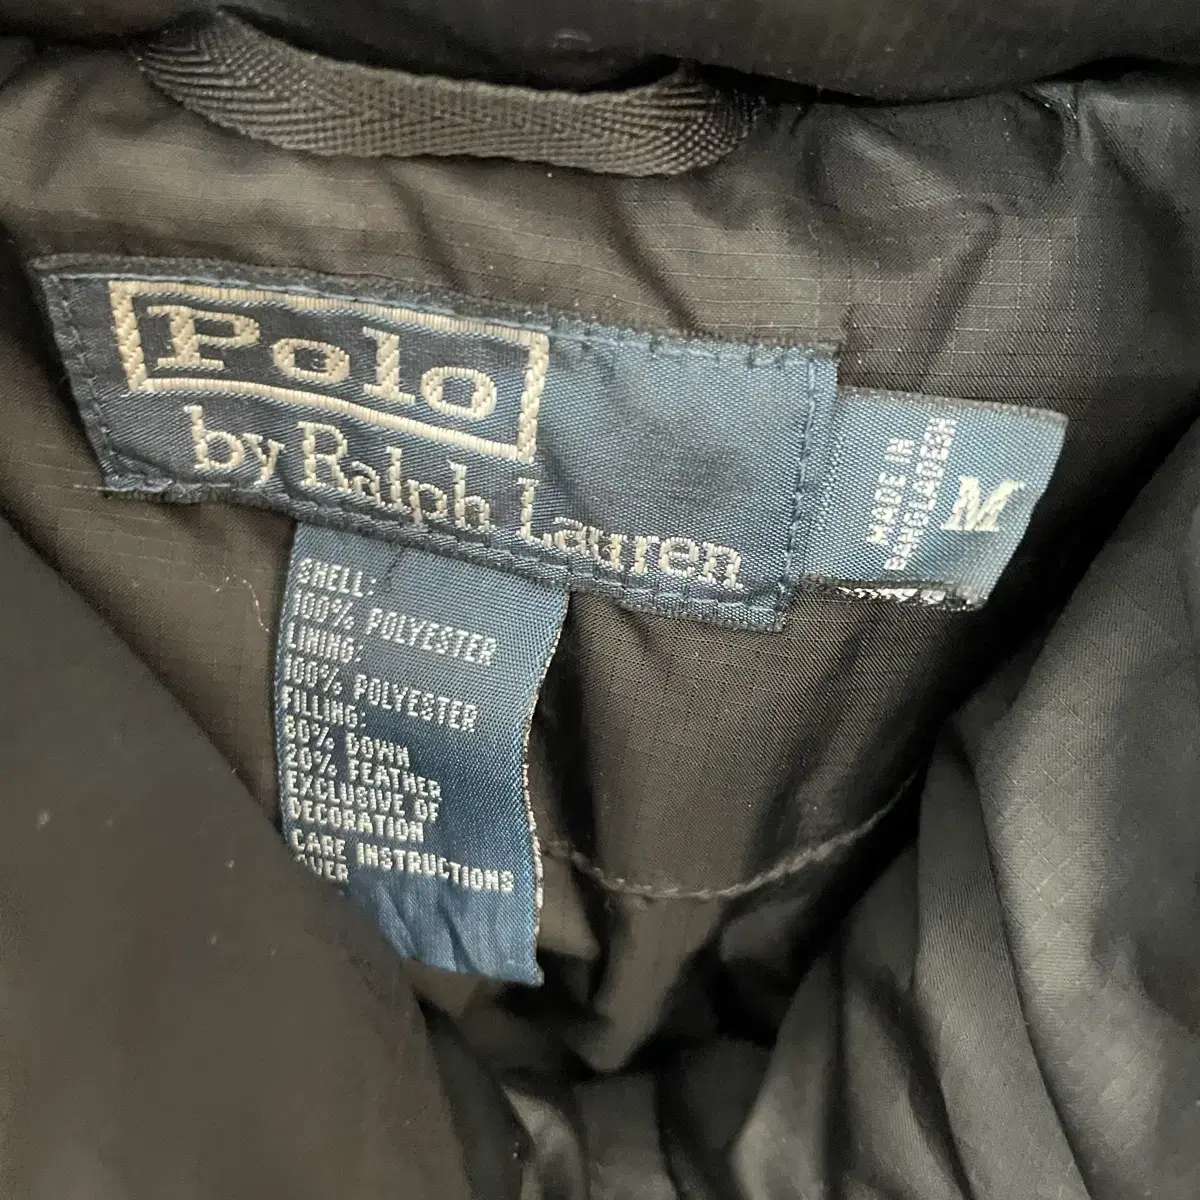 Polo
by Ralph Lauren
MADE IN
BANGLADESH
M
SHELL:
100% POLYESTER
LINING:
100% POLYESTER
FILLING:
80% DOWN
20% FEATHER
EXCLUSIVE OF
DECORATION
CARE INSTRUCTIONS
OVER